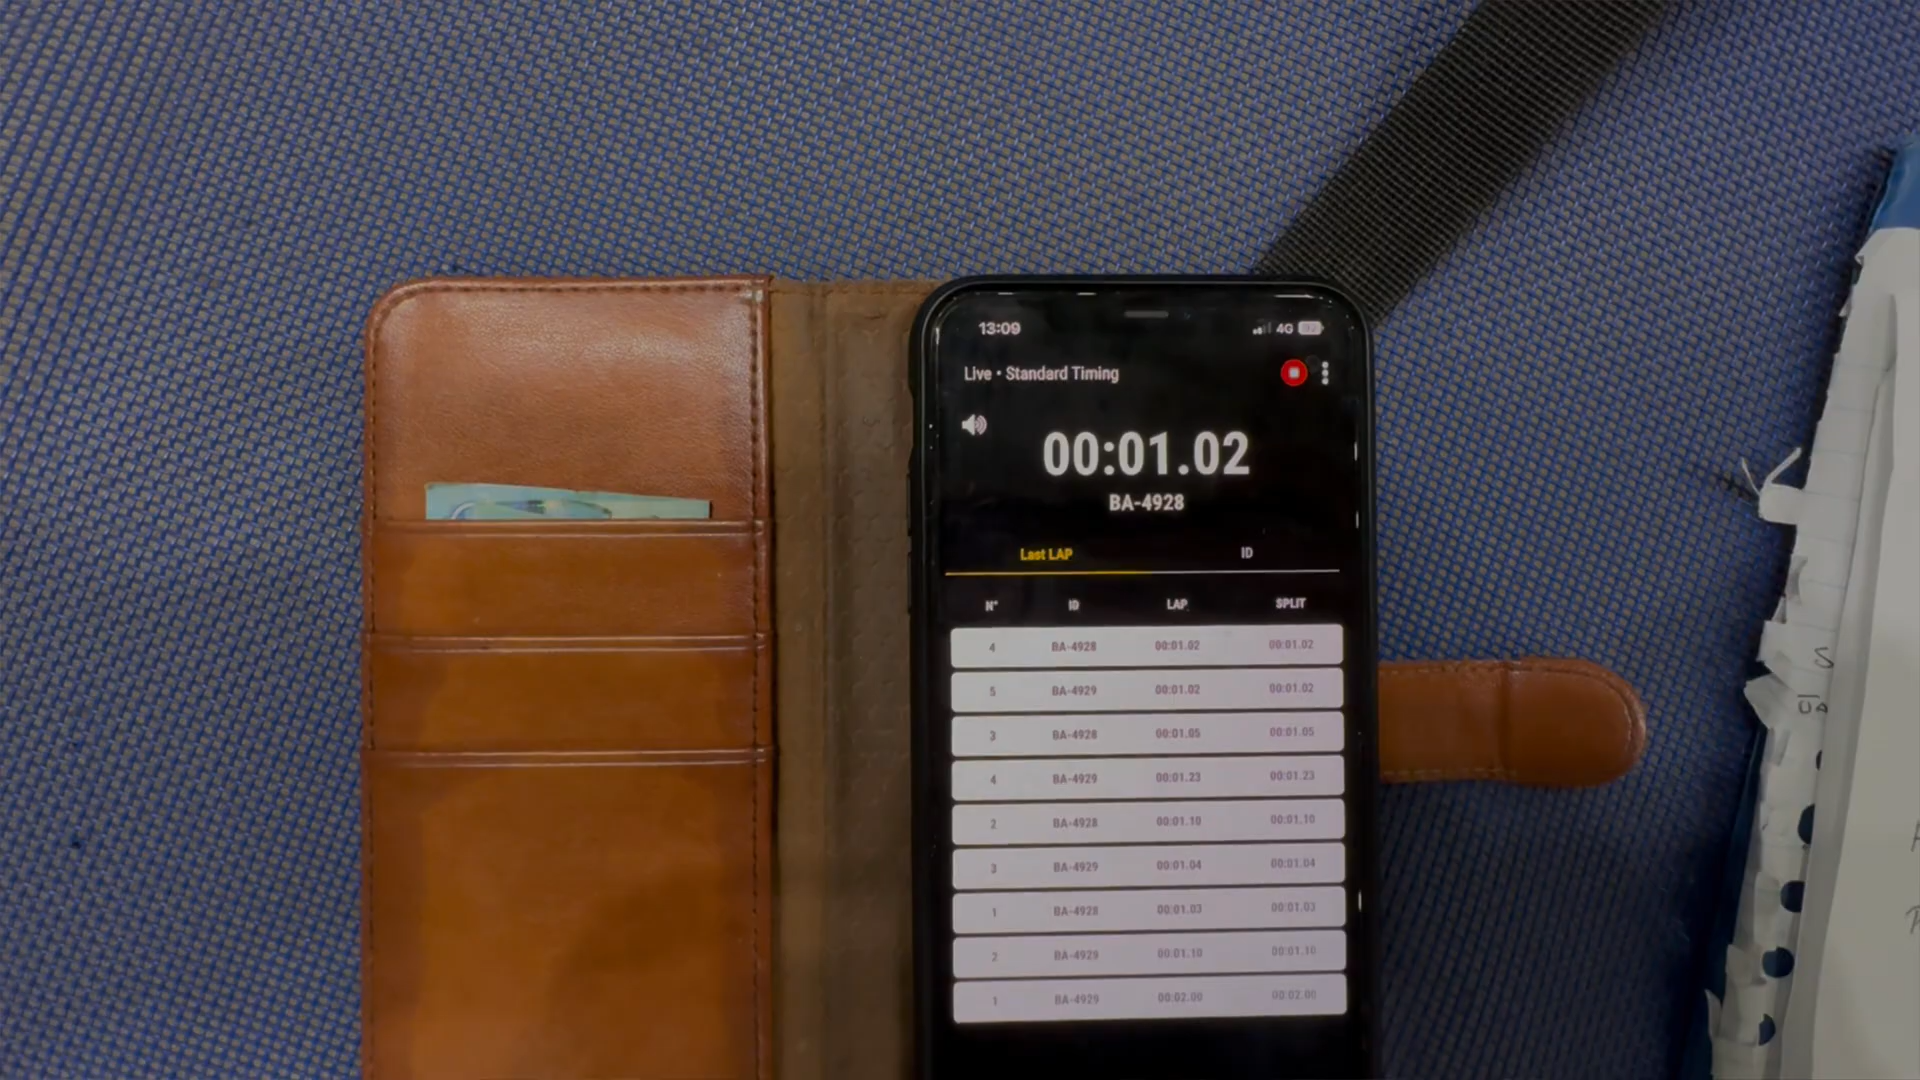 13:09 4G
Live • Standard Timing
00:01.02
BA-4928
Last LAP ID
N° ID LAP SPLIT
4 BA-4928 00:01.02 00:01.02
5 BA-4929 00:01.02 00:01.02
3 BA-4928 00:01.05 00:01.05
4 BA-4929 00:01.23 00:01.23
2 BA-4928 00:01.10 00:01.10
3 BA-4929 00:01.04 00:01.04
1 BA-4928 00:01.03 00:01.03
2 BA-4929 00:01.10 00:01.10
1 BA-4929 00:02.00 00:02.00